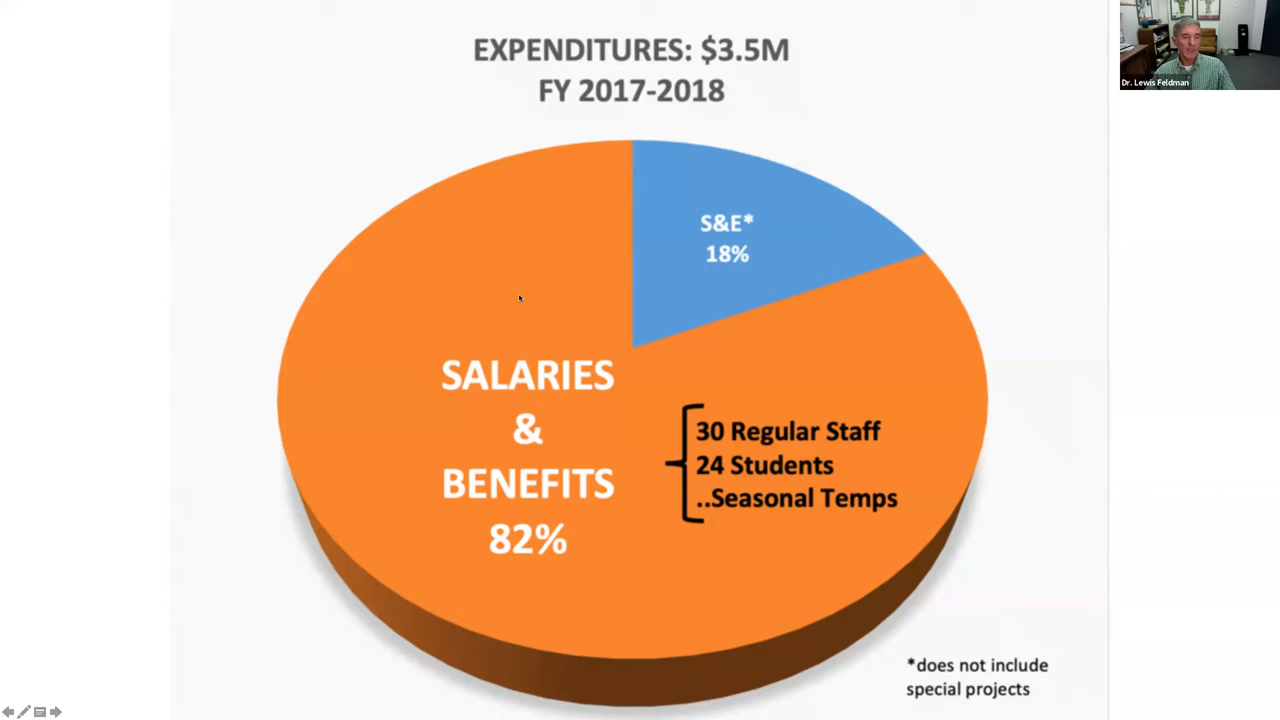 EXPENDITURES: $3.5M
FY 2017-2018
Dr. Lewis Feldman
S&E*
18%
SALARIES
&
BENEFITS
82%
30 Regular Staff
24 Students
..Seasonal Temps
*does not include
special projects